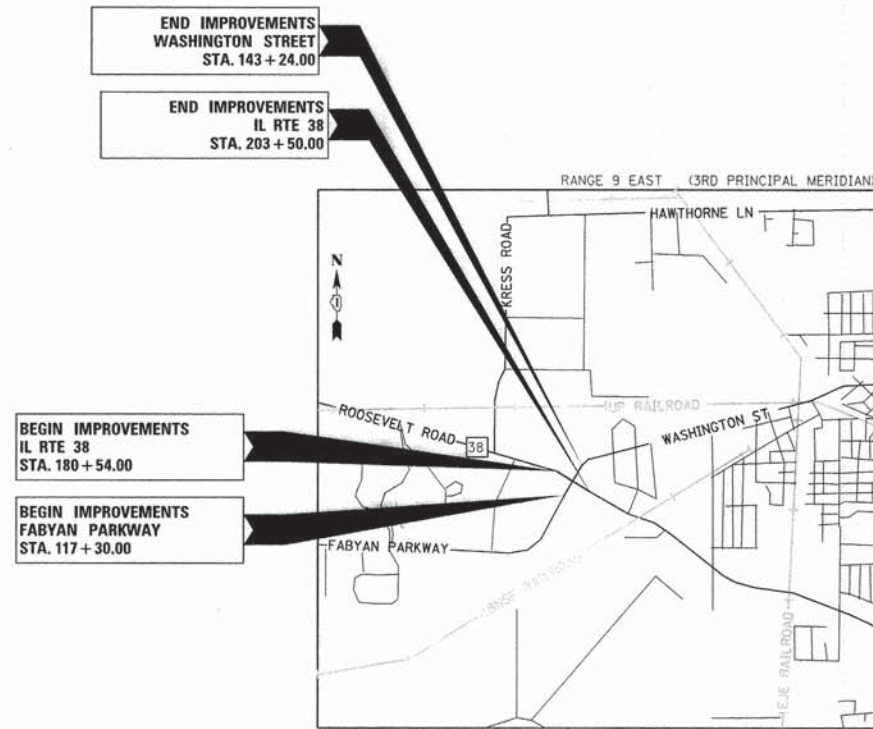 END IMPROVEMENTS
WASHINGTON STREET
STA. 143+24.00
END IMPROVEMENTS
IL RTE 38
STA. 203+50.00
RANGE 9 EAST (3RD PRINCIPAL MERIDIAN)
HAWTHORNE LN
KRESS ROAD
N
ROOSEVELT ROAD
38
UP RAILROAD
WASHINGTON ST
BEGIN IMPROVEMENTS
IL RTE 38
STA. 180+54.00
BEGIN IMPROVEMENTS
FABYAN PARKWAY
STA. 117+30.00
FABYAN PARKWAY
BNSF RAILROAD
EJE RAILROAD